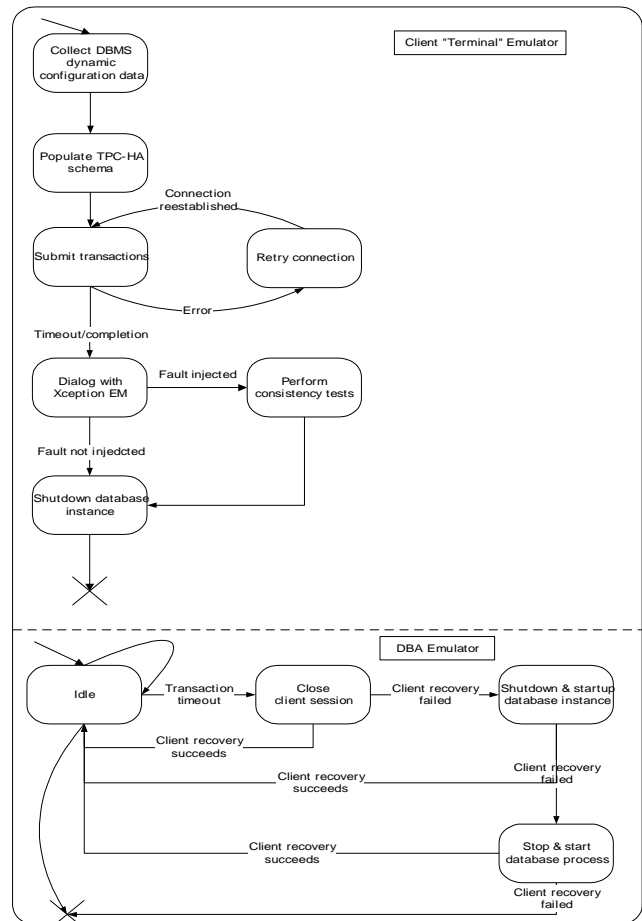 Client "Terminal" Emulator
Collect DBMS
dynamic
configuration data
Populate TPC-HA
schema
Connection
reestablished
Submit transactions
Retry connection
Error
Timeout/completion
Dialog with
Xception EM
Fault injected
Perform
consistency tests
Fault not injedcted
Shutdown database
instance
DBA Emulator
Idle
Transaction
timeout
Close
client session
Client recovery
failed
Shutdown & startup
database instance
Client recovery
succeeds
Client recovery
succeeds
Client recovery
failed
Client recovery
succeeds
Stop & start
database process
Client recovery
failed